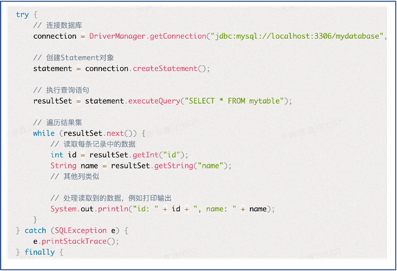 try {
// 连接数据库
connection = DriverManager.getConnection("jdbc:mysql://localhost:3306/mydatabase",
// 创建Statement对象
statement = connection.createStatement();
// 执行查询语句
resultSet = statement.executeQuery("SELECT * FROM mytable");
// 遍历结果集
while (resultSet.next()) {
// 读取每条记录中的数据
int id = resultSet.getInt("id");
String name = resultSet.getString("name");
// 其他列类似
// 处理读取到的数据，例如打印输出
System.out.println("id: " + id + ", name: " + name);
}
} catch (SQLException e) {
e.printStackTrace();
} finally {